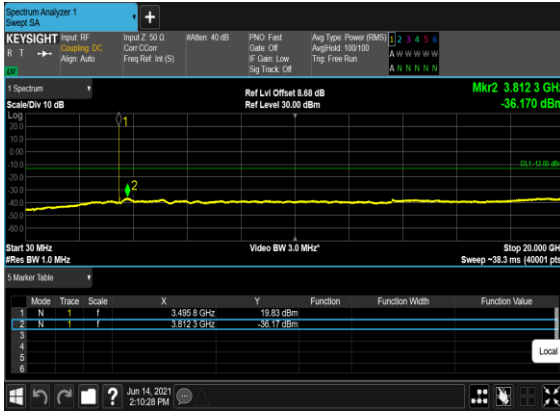 Spectrum Analyzer 1
Swept SA
+
KEYSIGHT Input: RF Input Z: 50 Ω #Atten: 40 dB PNO: Fast Avg Type: Power (RMS) 1 2 3 4 5 6
R T Coupling: DC Corr CCorr Gate: Off Avg|Hold: 100/100 A W W W W W
Align: Auto Freq Ref: Int (S) IF Gain: Low Trig: Free Run
Sig Track: Off A N N N N N
1 Spectrum Ref Lvl Offset 8.68 dB Mkr2 3.812 3 GHz
Scale/Div 10 dB Ref Level 30.00 dBm -36.170 dBm
Log
20.0
10.0
0.00
-10.0
-20.0
-30.0
-40.0
-50.0
-60.0
1
2
DL1 -13.00 dBm
Start 30 MHz Video BW 3.0 MHz* Stop 20.000 GHz
#Res BW 1.0 MHz Sweep ~38.3 ms (40001 pts)
5 Marker Table
Mode Trace Scale X Y Function Function Width Function Value
1 N 1 f 3.495 8 GHz 19.83 dBm
2 N 1 f 3.812 3 GHz -36.17 dBm
3
4
5
6
Local
? Jun 14, 2021
2:10:28 PM